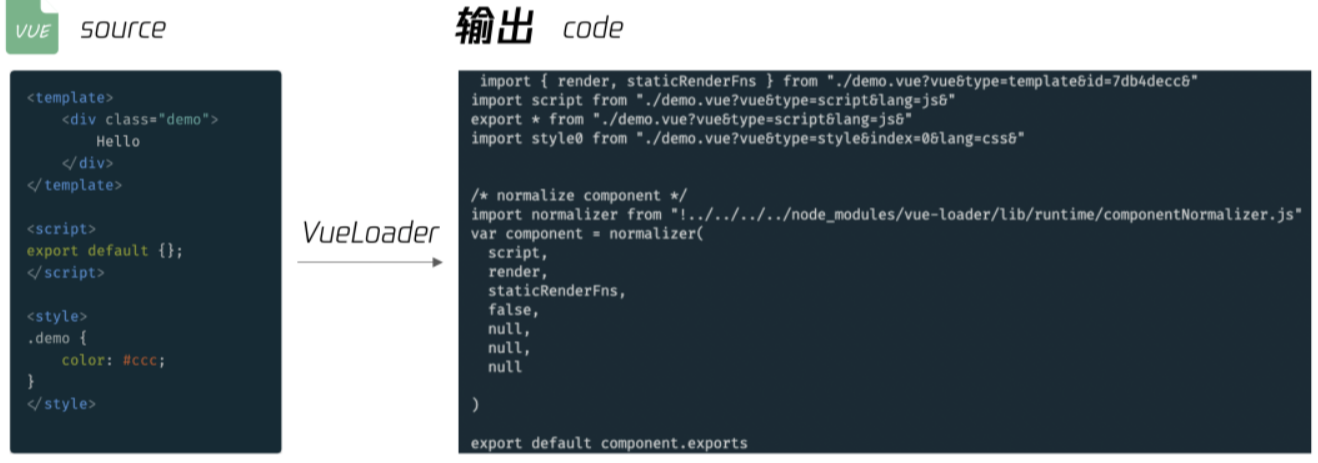 VUE source
<template>
    <div class="demo">
        Hello
    </div>
</template>
<script>
export default {};
</script>
<style>
.demo {
    color: #ccc;
}
</style>
VueLoader
输出 code
import { render, staticRenderFns } from "./demo.vue?vue&type=template&id=7db4decc&"
import script from "./demo.vue?vue&type=script&lang=js&"
export * from "./demo.vue?vue&type=script&lang=js&"
import style0 from "./demo.vue?vue&type=style&index=0&lang=css&"
/* normalize component */
import normalizer from "!../../../../node_modules/vue-loader/lib/runtime/componentNormalizer.js"
var component = normalizer(
  script,
  render,
  staticRenderFns,
  false,
  null,
  null,
  null
)
export default component.exports